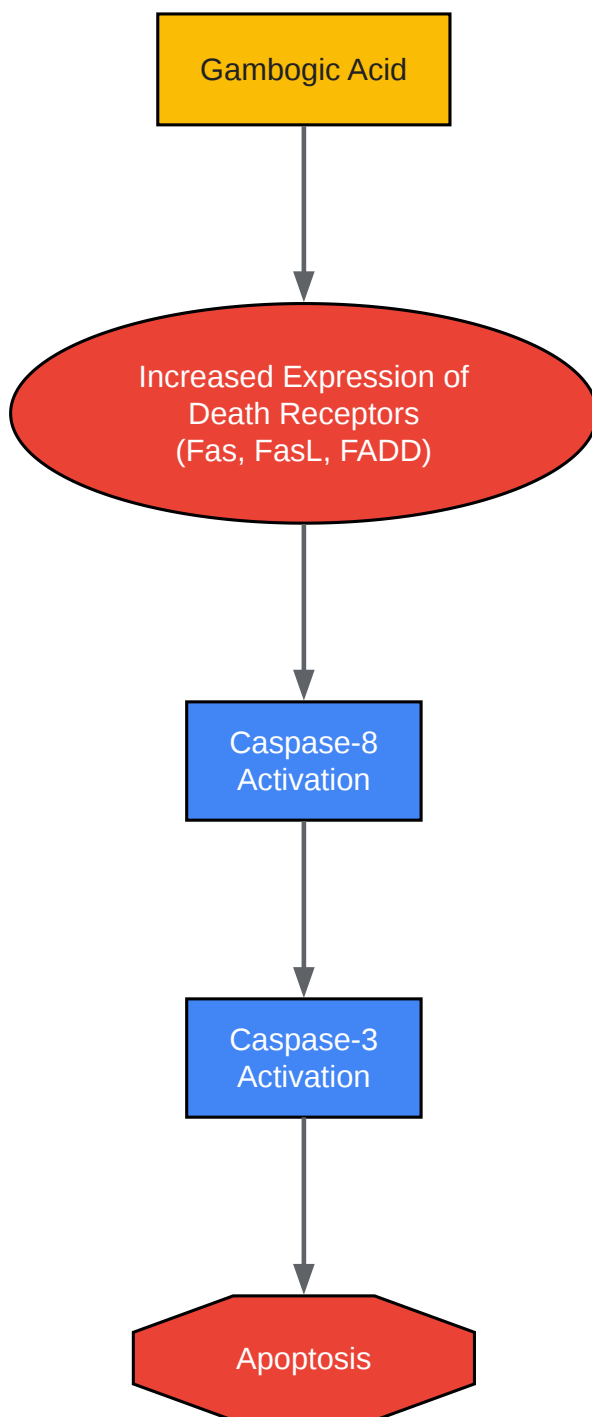 Gambogic Acid
Increased Expression of
Death Receptors
(Fas, FasL, FADD)
Caspase-8
Activation
Caspase-3
Activation
Apoptosis